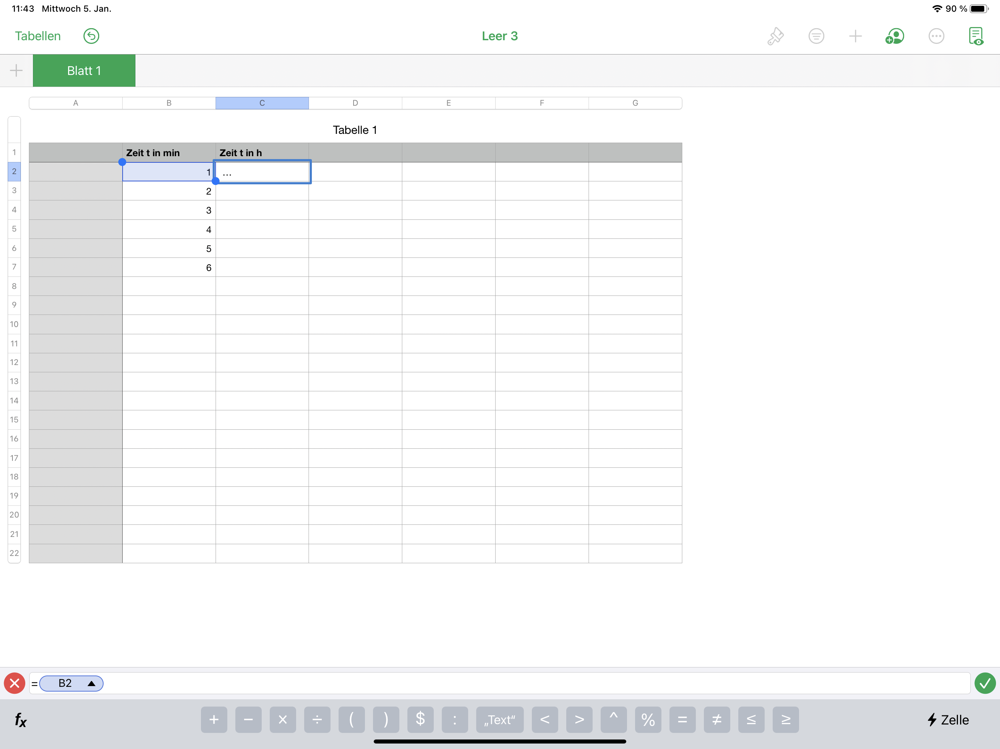 11:43 Mittwoch 5. Jan. 90 %
Tabellen Leer 3
Blatt 1
A B C D E F G
Tabelle 1
1 Zeit t in min Zeit t in h
2 1 ...
3 2
4 3
5 4
6 5
7 6
8
9
10
11
12
13
14
15
16
17
18
19
20
21
22
= B2
fx + − × ÷ ( ) $ : „Text“ < > ^ % = ≠ ≤ ≥ Zelle